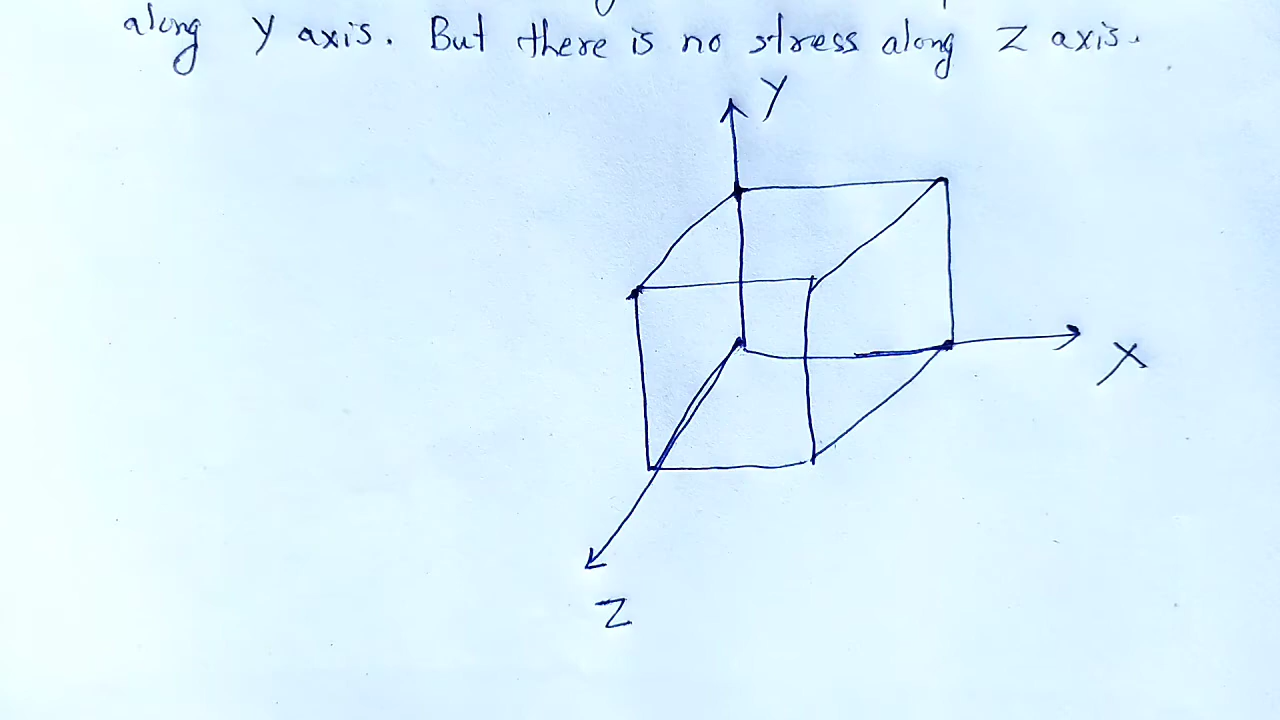 along Y axis. But there is no stress along Z axis.
Y
X
Z